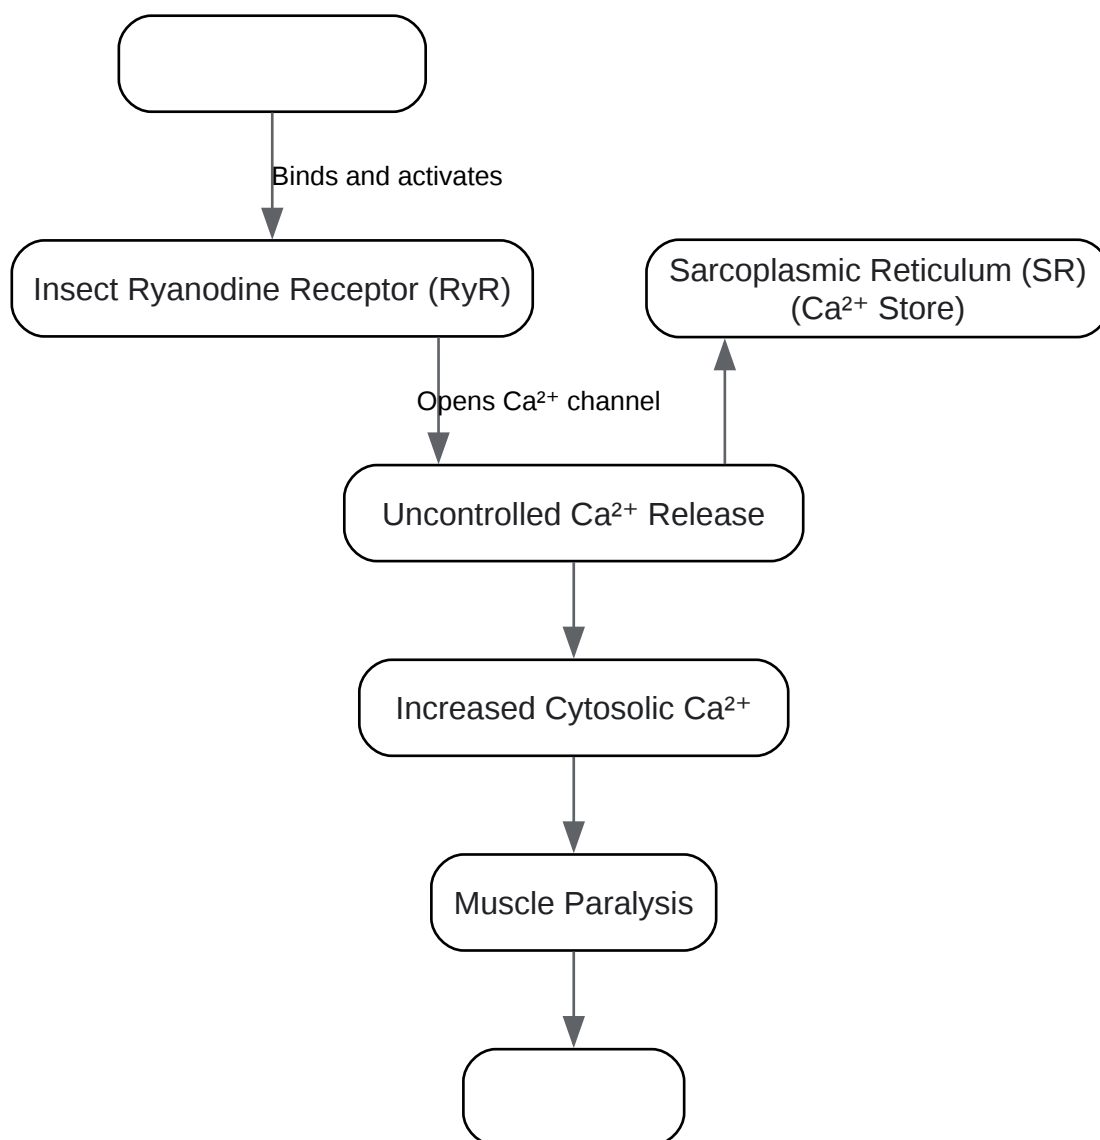 Binds and activates
Insect Ryanodine Receptor (RyR)
Sarcoplasmic Reticulum (SR)
(Ca²⁺ Store)
Opens Ca²⁺ channel
Uncontrolled Ca²⁺ Release
Increased Cytosolic Ca²⁺
Muscle Paralysis